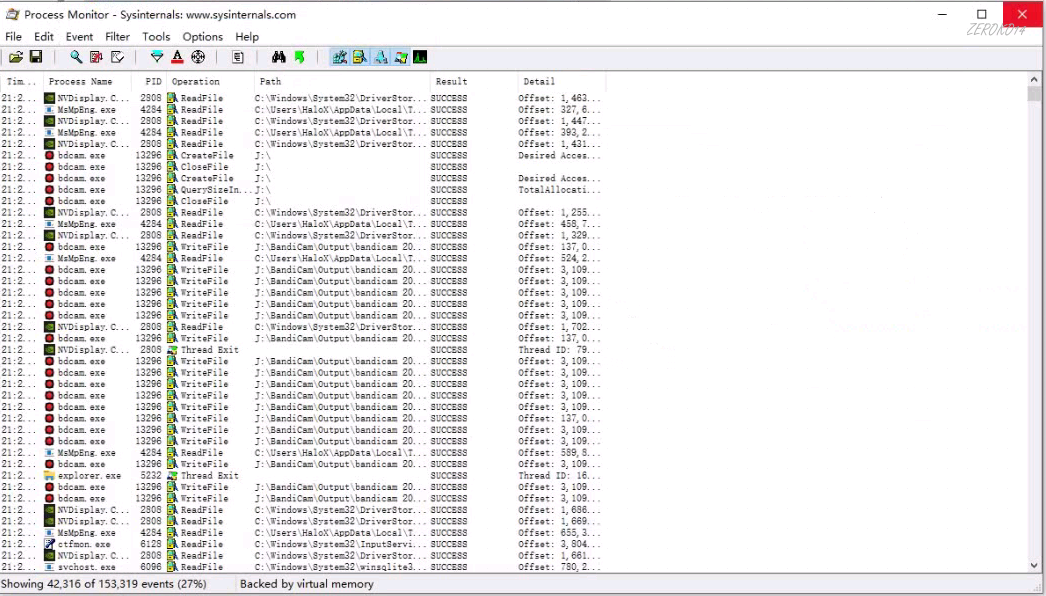 Process Monitor - Sysinternals: www.sysinternals.com
ZEROKO14
File Edit Event Filter Tools Options Help
Tim... Process Name PID Operation Path Result Detail
21:2... NVDisplay.C... 2808 ReadFile C:\Windows\System32\DriverStor... SUCCESS Offset: 1,463...
21:2... MsMpEng.exe 4284 ReadFile C:\Users\HaloX\AppData\Local\T... SUCCESS Offset: 327,6...
21:2... NVDisplay.C... 2808 ReadFile C:\Windows\System32\DriverStor... SUCCESS Offset: 1,447...
21:2... MsMpEng.exe 4284 ReadFile C:\Users\HaloX\AppData\Local\T... SUCCESS Offset: 393,2...
21:2... NVDisplay.C... 2808 ReadFile C:\Windows\System32\DriverStor... SUCCESS Offset: 1,431...
21:2... bdcam.exe 13296 CreateFile J:\ SUCCESS Desired Acces...
21:2... bdcam.exe 13296 CloseFile J:\ SUCCESS
21:2... bdcam.exe 13296 CreateFile J:\ SUCCESS Desired Acces...
21:2... bdcam.exe 13296 QuerySizeIn... J:\ SUCCESS TotalAllocati...
21:2... bdcam.exe 13296 CloseFile J:\ SUCCESS
21:2... NVDisplay.C... 2808 ReadFile C:\Windows\System32\DriverStor... SUCCESS Offset: 1,255...
21:2... MsMpEng.exe 4284 ReadFile C:\Users\HaloX\AppData\Local\T... SUCCESS Offset: 458,7...
21:2... NVDisplay.C... 2808 ReadFile C:\Windows\System32\DriverStor... SUCCESS Offset: 1,329...
21:2... bdcam.exe 13296 WriteFile J:\BandiCam\Output\bandicam 20... SUCCESS Offset: 137,0...
21:2... MsMpEng.exe 4284 ReadFile C:\Users\HaloX\AppData\Local\T... SUCCESS Offset: 524,2...
21:2... bdcam.exe 13296 WriteFile J:\BandiCam\Output\bandicam 20... SUCCESS Offset: 3,109...
21:2... bdcam.exe 13296 WriteFile J:\BandiCam\Output\bandicam 20... SUCCESS Offset: 3,109...
21:2... bdcam.exe 13296 WriteFile J:\BandiCam\Output\bandicam 20... SUCCESS Offset: 3,109...
21:2... bdcam.exe 13296 WriteFile J:\BandiCam\Output\bandicam 20... SUCCESS Offset: 3,109...
21:2... bdcam.exe 13296 WriteFile J:\BandiCam\Output\bandicam 20... SUCCESS Offset: 3,109...
21:2... NVDisplay.C... 2808 ReadFile C:\Windows\System32\DriverStor... SUCCESS Offset: 1,702...
21:2... bdcam.exe 13296 WriteFile J:\BandiCam\Output\bandicam 20... SUCCESS Offset: 137,0...
21:2... NVDisplay.C... 2808 Thread Exit SUCCESS Thread ID: 79...
21:2... bdcam.exe 13296 WriteFile J:\BandiCam\Output\bandicam 20... SUCCESS Offset: 3,109...
21:2... bdcam.exe 13296 WriteFile J:\BandiCam\Output\bandicam 20... SUCCESS Offset: 3,109...
21:2... bdcam.exe 13296 WriteFile J:\BandiCam\Output\bandicam 20... SUCCESS Offset: 3,109...
21:2... bdcam.exe 13296 WriteFile J:\BandiCam\Output\bandicam 20... SUCCESS Offset: 3,109...
21:2... bdcam.exe 13296 WriteFile J:\BandiCam\Output\bandicam 20... SUCCESS Offset: 3,109...
21:2... bdcam.exe 13296 WriteFile J:\BandiCam\Output\bandicam 20... SUCCESS Offset: 137,0...
21:2... bdcam.exe 13296 WriteFile J:\BandiCam\Output\bandicam 20... SUCCESS Offset: 3,109...
21:2... bdcam.exe 13296 WriteFile J:\BandiCam\Output\bandicam 20... SUCCESS Offset: 3,109...
21:2... MsMpEng.exe 4284 ReadFile C:\Users\HaloX\AppData\Local\T... SUCCESS Offset: 589,8...
21:2... bdcam.exe 13296 WriteFile J:\BandiCam\Output\bandicam 20... SUCCESS Offset: 3,109...
21:2... explorer.exe 5232 Thread Exit SUCCESS Thread ID: 16...
21:2... bdcam.exe 13296 WriteFile J:\BandiCam\Output\bandicam 20... SUCCESS Offset: 3,109...
21:2... bdcam.exe 13296 WriteFile J:\BandiCam\Output\bandicam 20... SUCCESS Offset: 3,109...
21:2... NVDisplay.C... 2808 ReadFile C:\Windows\System32\DriverStor... SUCCESS Offset: 1,686...
21:2... NVDisplay.C... 2808 ReadFile C:\Windows\System32\DriverStor... SUCCESS Offset: 1,669...
21:2... MsMpEng.exe 4284 ReadFile C:\Users\HaloX\AppData\Local\T... SUCCESS Offset: 655,3...
21:2... ctfmon.exe 6128 ReadFile C:\Windows\System32\InputServi... SUCCESS Offset: 3,804...
21:2... NVDisplay.C... 2808 ReadFile C:\Windows\System32\DriverStor... SUCCESS Offset: 1,661...
21:2... svchost.exe 6096 ReadFile C:\Windows\System32\winsqlite3... SUCCESS Offset: 780,2...
Showing 42,316 of 153,319 events (27%) Backed by virtual memory